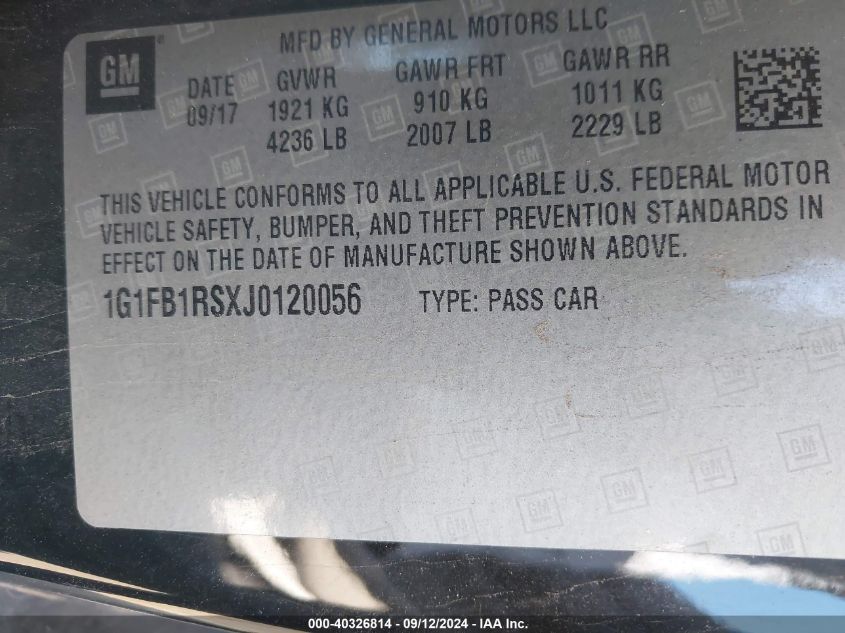 GM
MFD BY GENERAL MOTORS LLC
DATE GVWR GAWR FRT GAWR RR
09/17 1921 KG 910 KG 1011 KG
4236 LB 2007 LB 2229 LB
THIS VEHICLE CONFORMS TO ALL APPLICABLE U.S. FEDERAL MOTOR
VEHICLE SAFETY, BUMPER, AND THEFT PREVENTION STANDARDS IN
EFFECT ON THE DATE OF MANUFACTURE SHOWN ABOVE.
1G1FB1RSXJ0120056 TYPE: PASS CAR
000-40326814 - 09/12/2024 - IAA Inc.